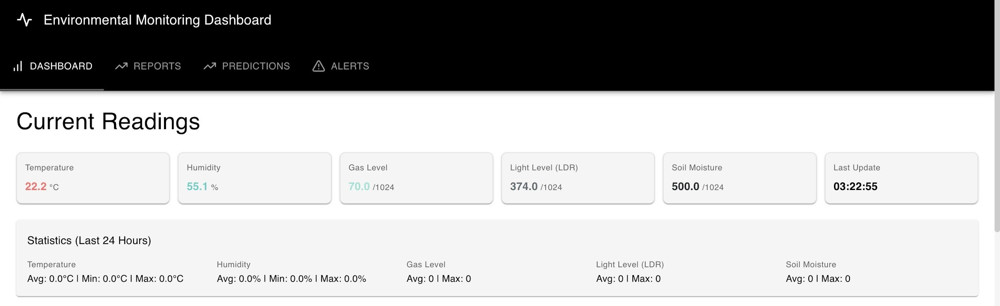 Environmental Monitoring Dashboard
DASHBOARD REPORTS PREDICTIONS ALERTS
Current Readings
Temperature
22.2 °C
Humidity
55.1 %
Gas Level
70.0 /1024
Light Level (LDR)
374.0 /1024
Soil Moisture
500.0 /1024
Last Update
03:22:55
Statistics (Last 24 Hours)
Temperature
Avg: 0.0°C | Min: 0.0°C | Max: 0.0°C
Humidity
Avg: 0.0% | Min: 0.0% | Max: 0.0%
Gas Level
Avg: 0 | Max: 0
Light Level (LDR)
Avg: 0 | Max: 0
Soil Moisture
Avg: 0 | Max: 0